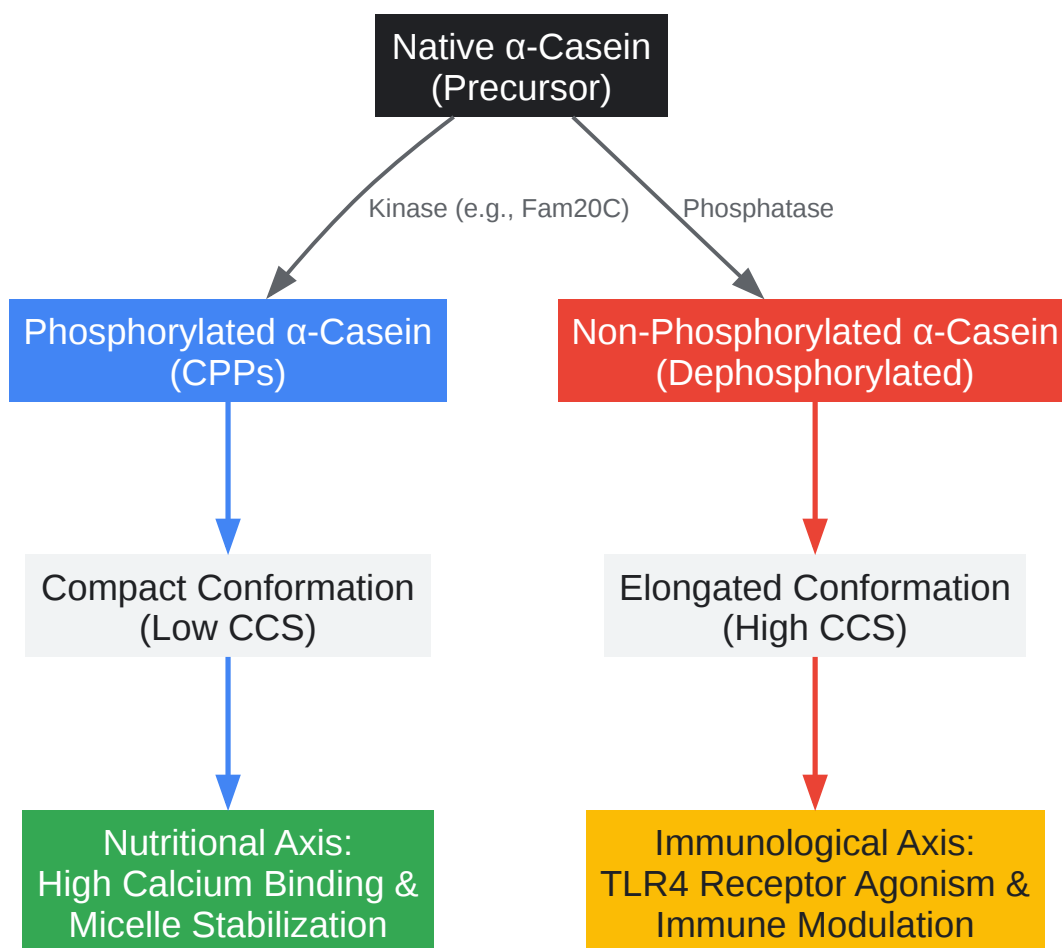 Native α-Casein
(Precursor)
Kinase (e.g., Fam20C)
Phosphatase
Phosphorylated α-Casein
(CPPs)
Non-Phosphorylated α-Casein
(Dephosphorylated)
Compact Conformation
(Low CCS)
Elongated Conformation
(High CCS)
Nutritional Axis:
High Calcium Binding &
Micelle Stabilization
Immunological Axis:
TLR4 Receptor Agonism &
Immune Modulation